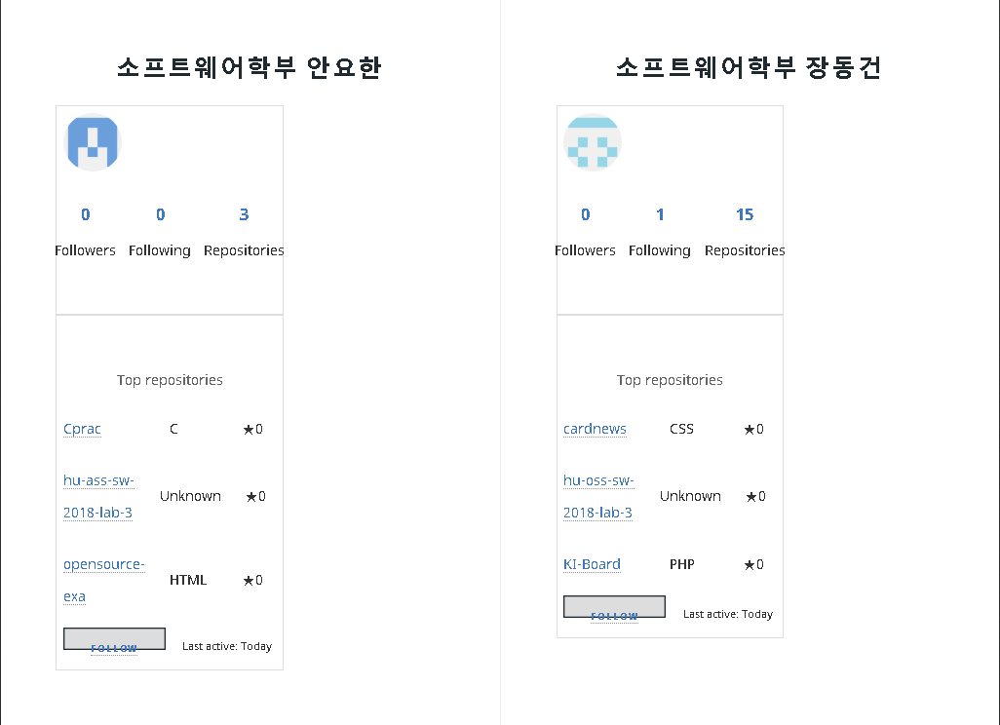 소프트웨어학부 안요한
0 0 3
Followers Following Repositories
Top repositories
Cprac C ★0
hu-ass-sw-
2018-lab-3 Unknown ★0
opensource-
exa HTML ★0
FOLLOW Last active: Today
소프트웨어학부 장동건
0 1 15
Followers Following Repositories
Top repositories
cardnews CSS ★0
hu-oss-sw-
2018-lab-3 Unknown ★0
KI-Board PHP ★0
FOLLOW Last active: Today